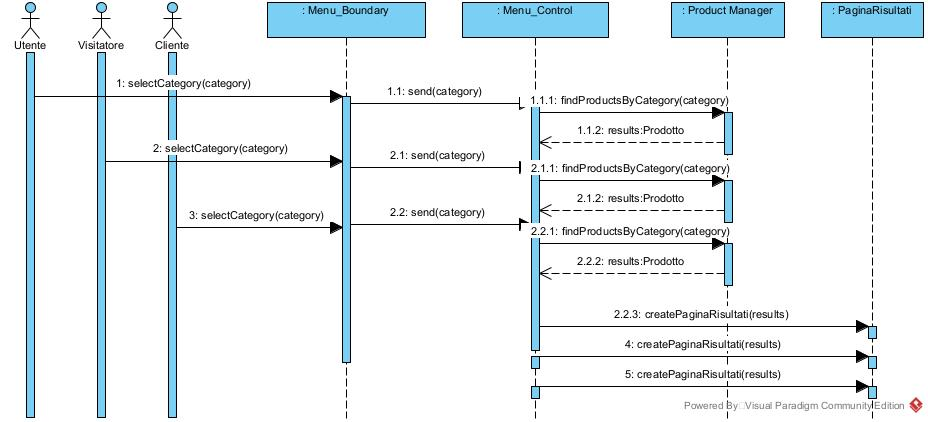 : Menu_Boundary
: Menu_Control
: Product Manager
: PaginaRisultati
Utente
Visitatore
Cliente
1: selectCategory(category)
1.1: send(category)
1.1.1: findProductsByCategory(category)
1.1.2: results:Prodotto
2: selectCategory(category)
2.1: send(category)
2.1.1: findProductsByCategory(category)
2.1.2: results:Prodotto
3: selectCategory(category)
2.2: send(category)
2.2.1: findProductsByCategory(category)
2.2.2: results:Prodotto
2.2.3: createPaginaRisultati(results)
4: createPaginaRisultati(results)
5: createPaginaRisultati(results)
Powered By Visual Paradigm Community Edition